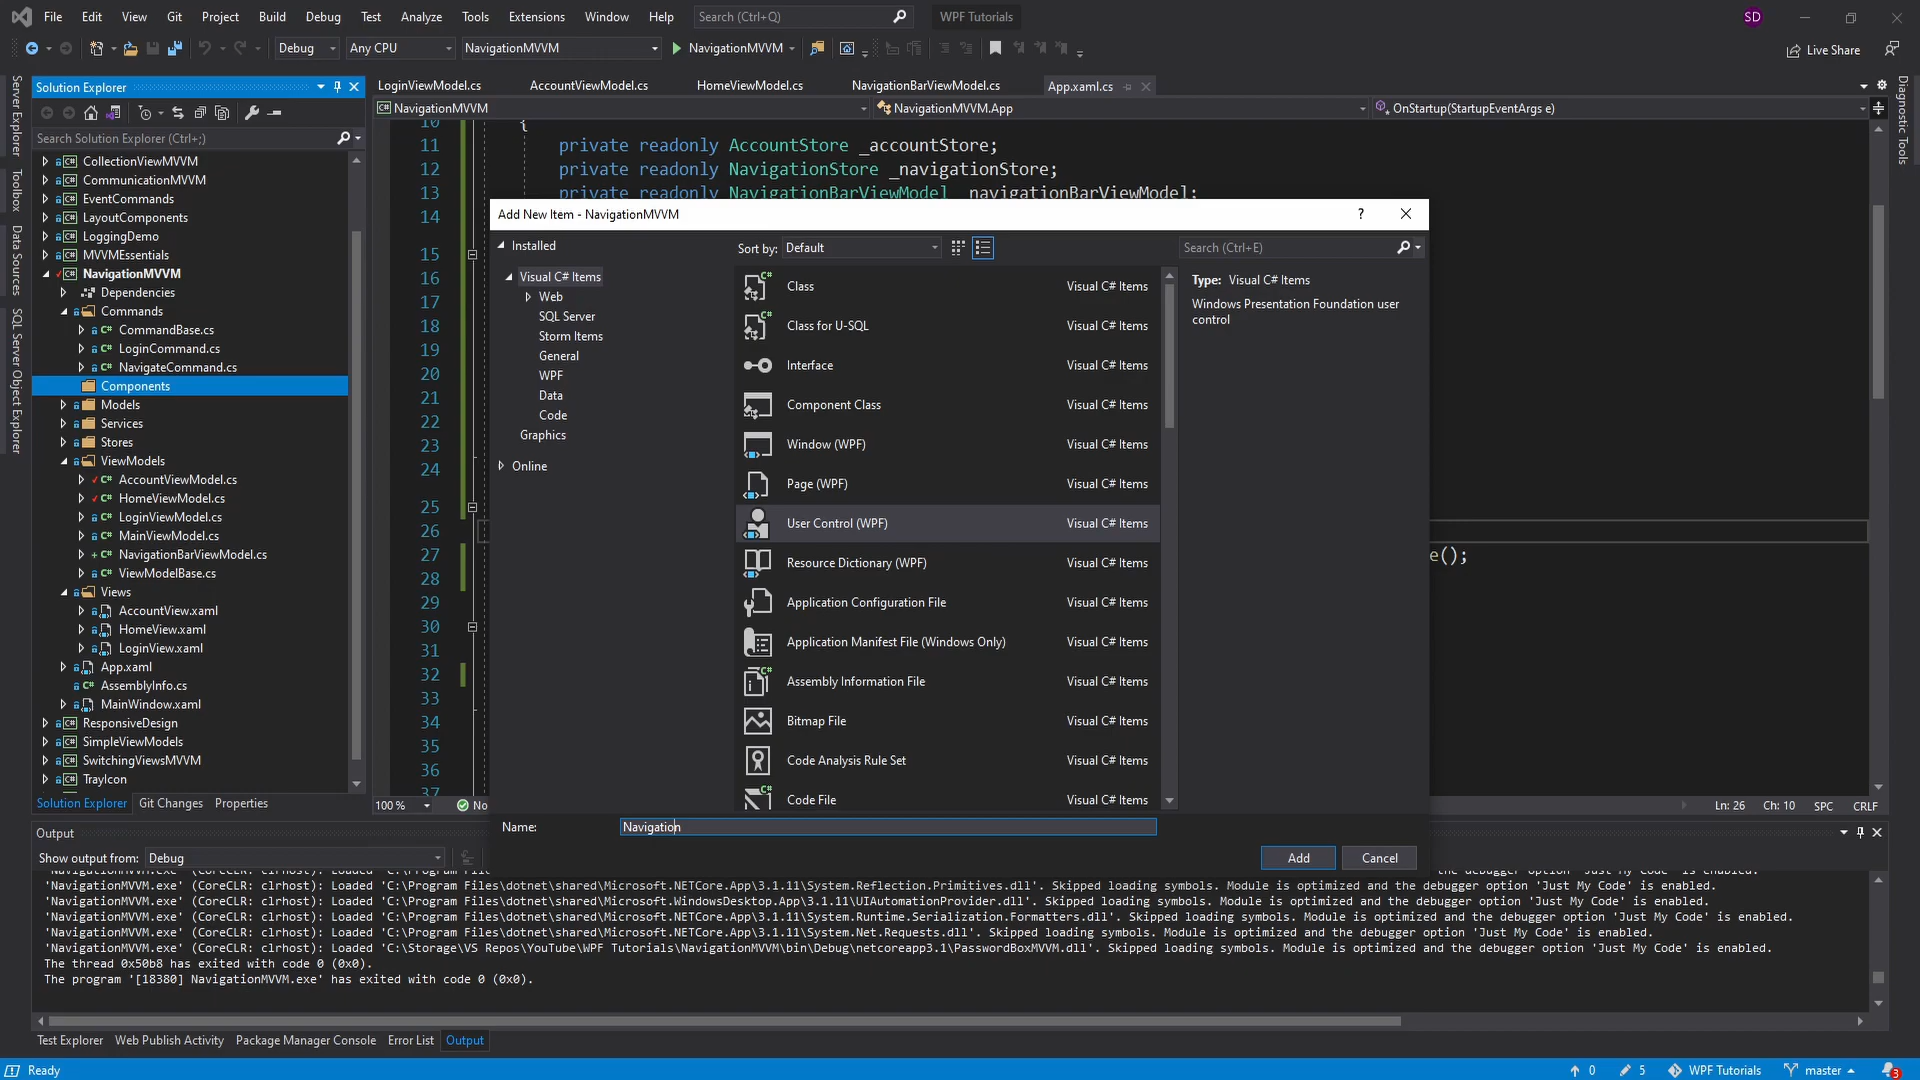 File Edit View Git Project Build Debug Test Analyze Tools Extensions Window Help Search (Ctrl+Q) WPF Tutorials SD
Debug Any CPU NavigationMVVM NavigationMVVM Live Share
Server Explorer
Toolbox
Data Sources
SQL Server Object Explorer
Solution Explorer
Search Solution Explorer (Ctrl+;)
CollectionViewMVVM
CommunicationMVVM
EventCommands
LayoutComponents
LoggingDemo
MVVMEssentials
NavigationMVVM
Dependencies
Commands
CommandBase.cs
LoginCommand.cs
NavigateCommand.cs
Components
Models
Services
Stores
ViewModels
AccountViewModel.cs
HomeViewModel.cs
LoginViewModel.cs
MainViewModel.cs
NavigationBarViewModel.cs
ViewModelBase.cs
Views
AccountView.xaml
HomeView.xaml
LoginView.xaml
App.xaml
AssemblyInfo.cs
MainWindow.xaml
ResponsiveDesign
SimpleViewModels
SwitchingViewsMVVM
TrayIcon
Solution Explorer Git Changes Properties
LoginViewModel.cs AccountViewModel.cs HomeViewModel.cs NavigationBarViewModel.cs App.xaml.cs
NavigationMVVM NavigationMVVM.App OnStartup(StartupEventArgs e)
10 {
11 private readonly AccountStore _accountStore;
12 private readonly NavigationStore _navigationStore;
13 private readonly NavigationBarViewModel _navigationBarViewModel;
14
15
16
17
18
19
20
21
22
23
24
25
26
27 e();
28
29
30
31
32
33
34
35
36
37
Diagnostic Tools
Add New Item - NavigationMVVM ?
Installed
Visual C# Items
Web
SQL Server
Storm Items
General
WPF
Data
Code
Graphics
Online
Sort by: Default
Search (Ctrl+E)
Class Visual C# Items
Class for U-SQL Visual C# Items
Interface Visual C# Items
Component Class Visual C# Items
Window (WPF) Visual C# Items
Page (WPF) Visual C# Items
User Control (WPF) Visual C# Items
Resource Dictionary (WPF) Visual C# Items
Application Configuration File Visual C# Items
Application Manifest File (Windows Only) Visual C# Items
Assembly Information File Visual C# Items
Bitmap File Visual C# Items
Code Analysis Rule Set Visual C# Items
Code File Visual C# Items
Type: Visual C# Items
Windows Presentation Foundation user
control
Name: Navigation
Add Cancel
100 % No Ln: 26 Ch: 10 SPC CRLF
Output
Show output from: Debug
'NavigationMVVM.exe' (CoreCLR: clrhost): Loaded 'C:\Program Files\dotnet\shared\Microsoft.NETCore.App\3.1.11\System.Reflection.Primitives.dll'. Skipped loading symbols. Module is optimized and the debugger option 'Just My Code' is enabled.
'NavigationMVVM.exe' (CoreCLR: clrhost): Loaded 'C:\Program Files\dotnet\shared\Microsoft.WindowsDesktop.App\3.1.11\UIAutomationProvider.dll'. Skipped loading symbols. Module is optimized and the debugger option 'Just My Code' is enabled.
'NavigationMVVM.exe' (CoreCLR: clrhost): Loaded 'C:\Program Files\dotnet\shared\Microsoft.NETCore.App\3.1.11\System.Runtime.Serialization.Formatters.dll'. Skipped loading symbols. Module is optimized and the debugger option 'Just My Code' is enabled.
'NavigationMVVM.exe' (CoreCLR: clrhost): Loaded 'C:\Program Files\dotnet\shared\Microsoft.NETCore.App\3.1.11\System.Net.Requests.dll'. Skipped loading symbols. Module is optimized and the debugger option 'Just My Code' is enabled.
'NavigationMVVM.exe' (CoreCLR: clrhost): Loaded 'C:\Storage\VS Repos\YouTube\WPF Tutorials\NavigationMVVM\bin\Debug\netcoreapp3.1\PasswordBoxMVVM.dll'. Skipped loading symbols. Module is optimized and the debugger option 'Just My Code' is enabled.
The thread 0x50b8 has exited with code 0 (0x0).
The program '[18380] NavigationMVVM.exe' has exited with code 0 (0x0).
Test Explorer Web Publish Activity Package Manager Console Error List Output
Ready 0 5 WPF Tutorials master 3